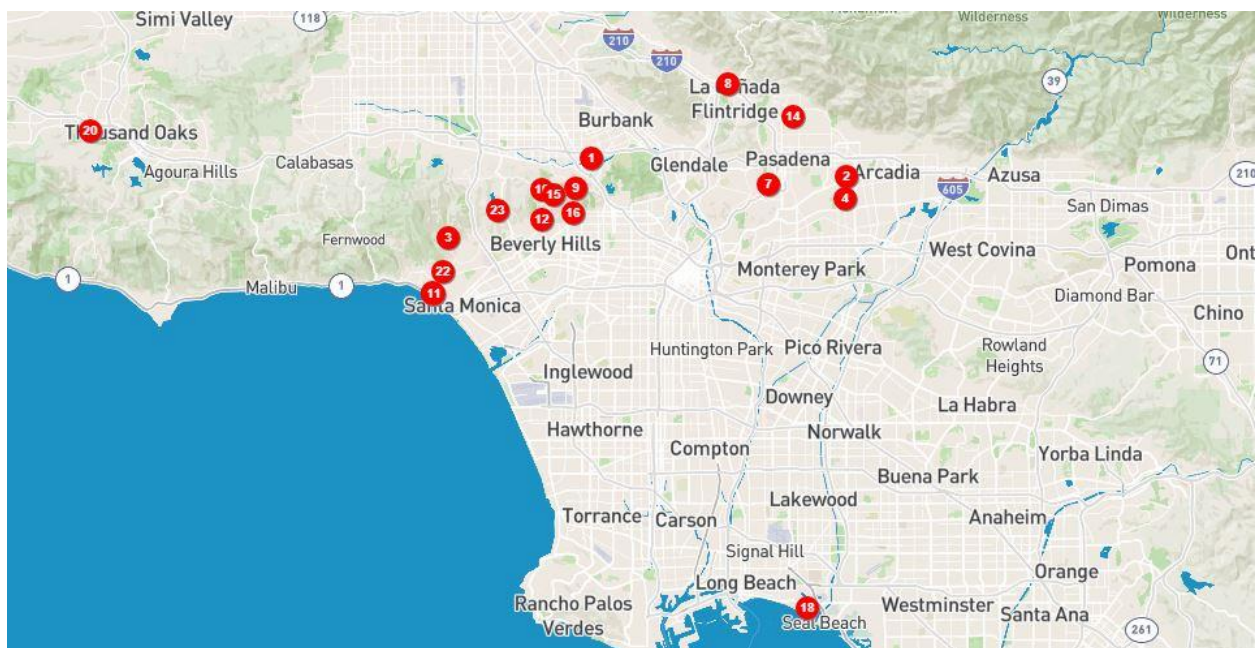 Simi Valley
118
Wilderness
Wilderness
210
210
39
8
La Cañada
Flintridge
14
Burbank
20
Thousand Oaks
1
Glendale
Pasadena
Calabasas
Agoura Hills
2
Arcadia
7
4
605
Azusa
210
9
15
16
12
23
San Dimas
Beverly Hills
3
Fernwood
West Covina
22
Monterey Park
Pomona
Ont
1
Malibu
1
11
Santa Monica
Diamond Bar
Chino
Huntington Park
Pico Rivera
Rowland
Heights
71
Inglewood
Downey
La Habra
Hawthorne
Norwalk
Compton
Yorba Linda
Buena Park
Lakewood
Torrance
Carson
Anaheim
Signal Hill
Long Beach
Orange
Rancho Palos
Verdes
18
Seal Beach
Westminster
Santa Ana
261